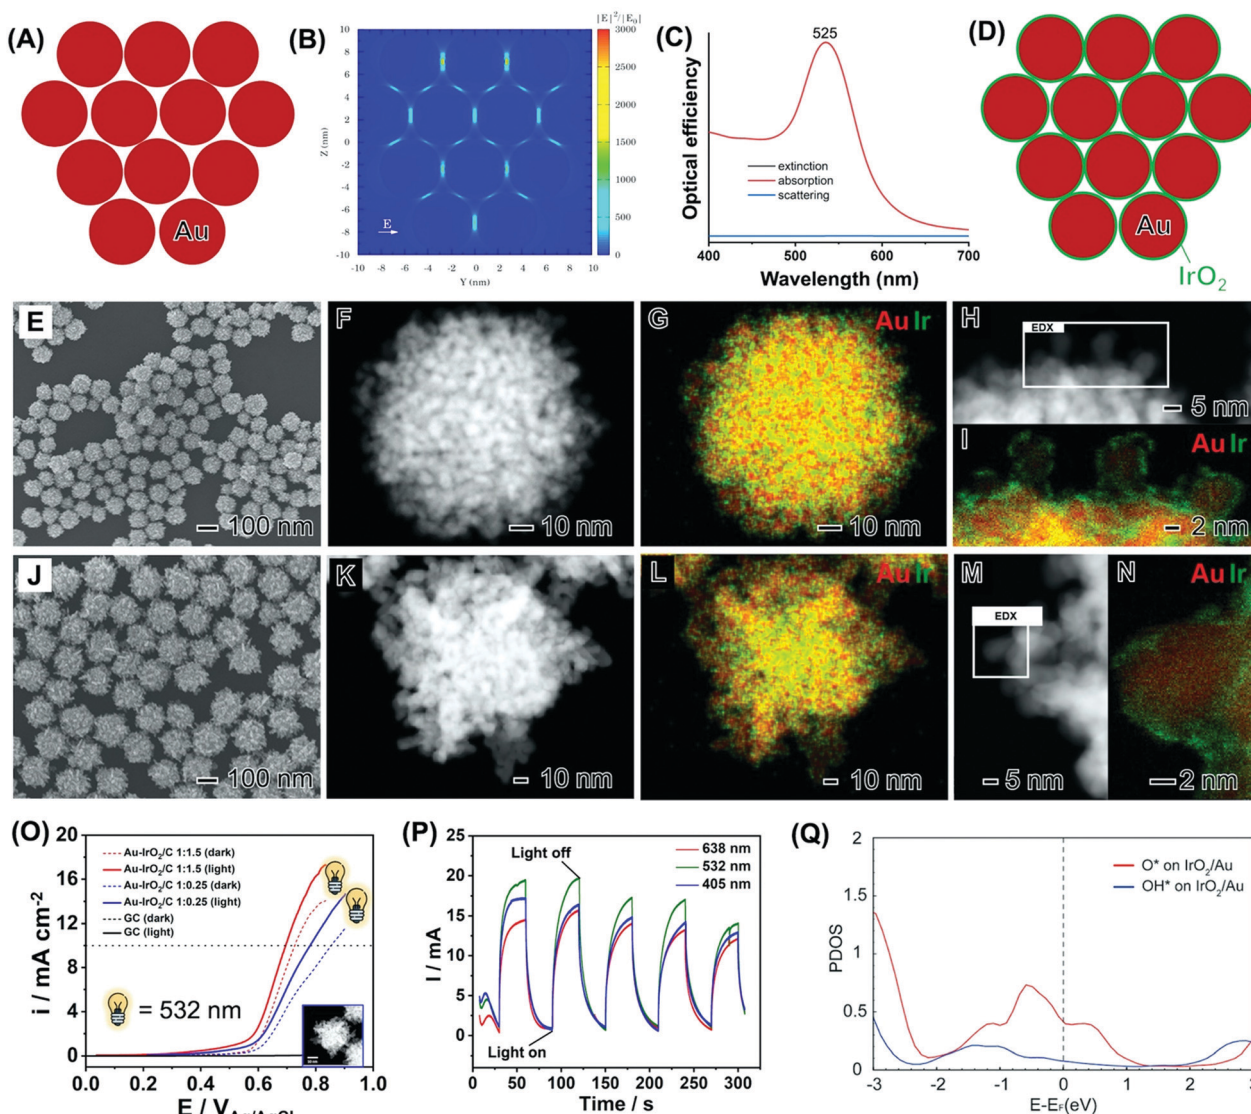 (A)
Au
(B)
|E|²/|E₀|
10
8
6
4
2
0
-2
-4
-6
-8
-10
Z (nm)
-10 -8 -6 -4 -2 0 2 4 6 8 10
Y (nm)
E
3000
2500
2000
1500
1000
500
0
(C)
525
Optical efficiency
extinction
absorption
scattering
400 500 600 700
Wavelength (nm)
(D)
Au
IrO₂
E
100 nm
F
10 nm
G
Au Ir
10 nm
H
EDX
5 nm
I
Au Ir
2 nm
J
100 nm
K
10 nm
L
Au Ir
10 nm
M
EDX
5 nm
N
Au Ir
2 nm
(O)
i / mA cm⁻²
20
16
12
8
4
0
Au-IrO₂/C 1:1.5 (dark)
Au-IrO₂/C 1:1.5 (light)
Au-IrO₂/C 1:0.25 (dark)
Au-IrO₂/C 1:0.25 (light)
GC (dark)
GC (light)
= 532 nm
0.0 0.2 0.4 0.6 0.8 1.0
E / V
(P)
I / mA
25
20
15
10
5
0
Light off
638 nm
532 nm
405 nm
Light on
0 50 100 150 200 250 300
Time / s
(Q)
PDOS
2
1.5
1
0.5
0
O* on IrO₂/Au
OH* on IrO₂/Au
-3 -2 -1 0 1 2 3
E-E_F(eV)